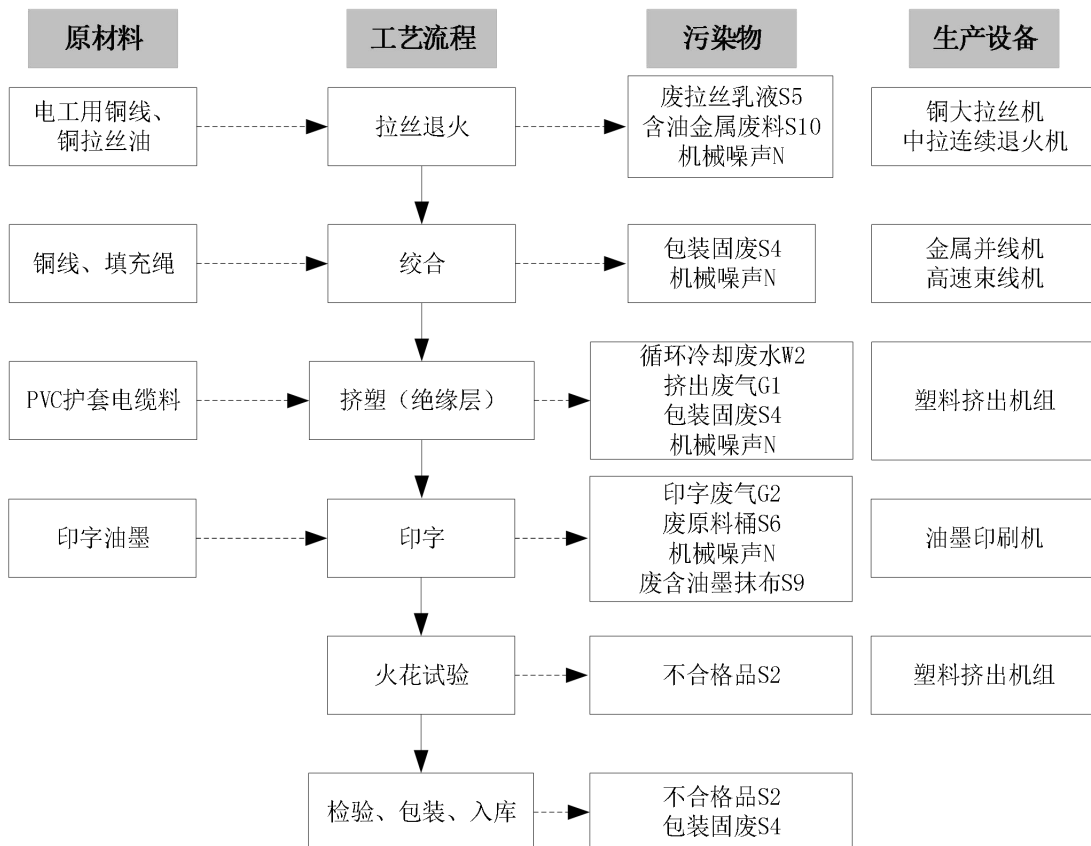 原材料
工艺流程
污染物
生产设备
电工用铜线、
铜拉丝油
拉丝退火
废拉丝乳液S5
含油金属废料S10
机械噪声N
铜大拉丝机
中拉连续退火机
铜线、填充绳
绞合
包装固废S4
机械噪声N
金属并线机
高速束线机
PVC护套电缆料
挤塑（绝缘层）
循环冷却废水W2
挤出废气G1
包装固废S4
机械噪声N
塑料挤出机组
印字油墨
印字
印字废气G2
废原料桶S6
机械噪声N
废含油墨抹布S9
油墨印刷机
火花试验
不合格品S2
塑料挤出机组
检验、包装、入库
不合格品S2
包装固废S4